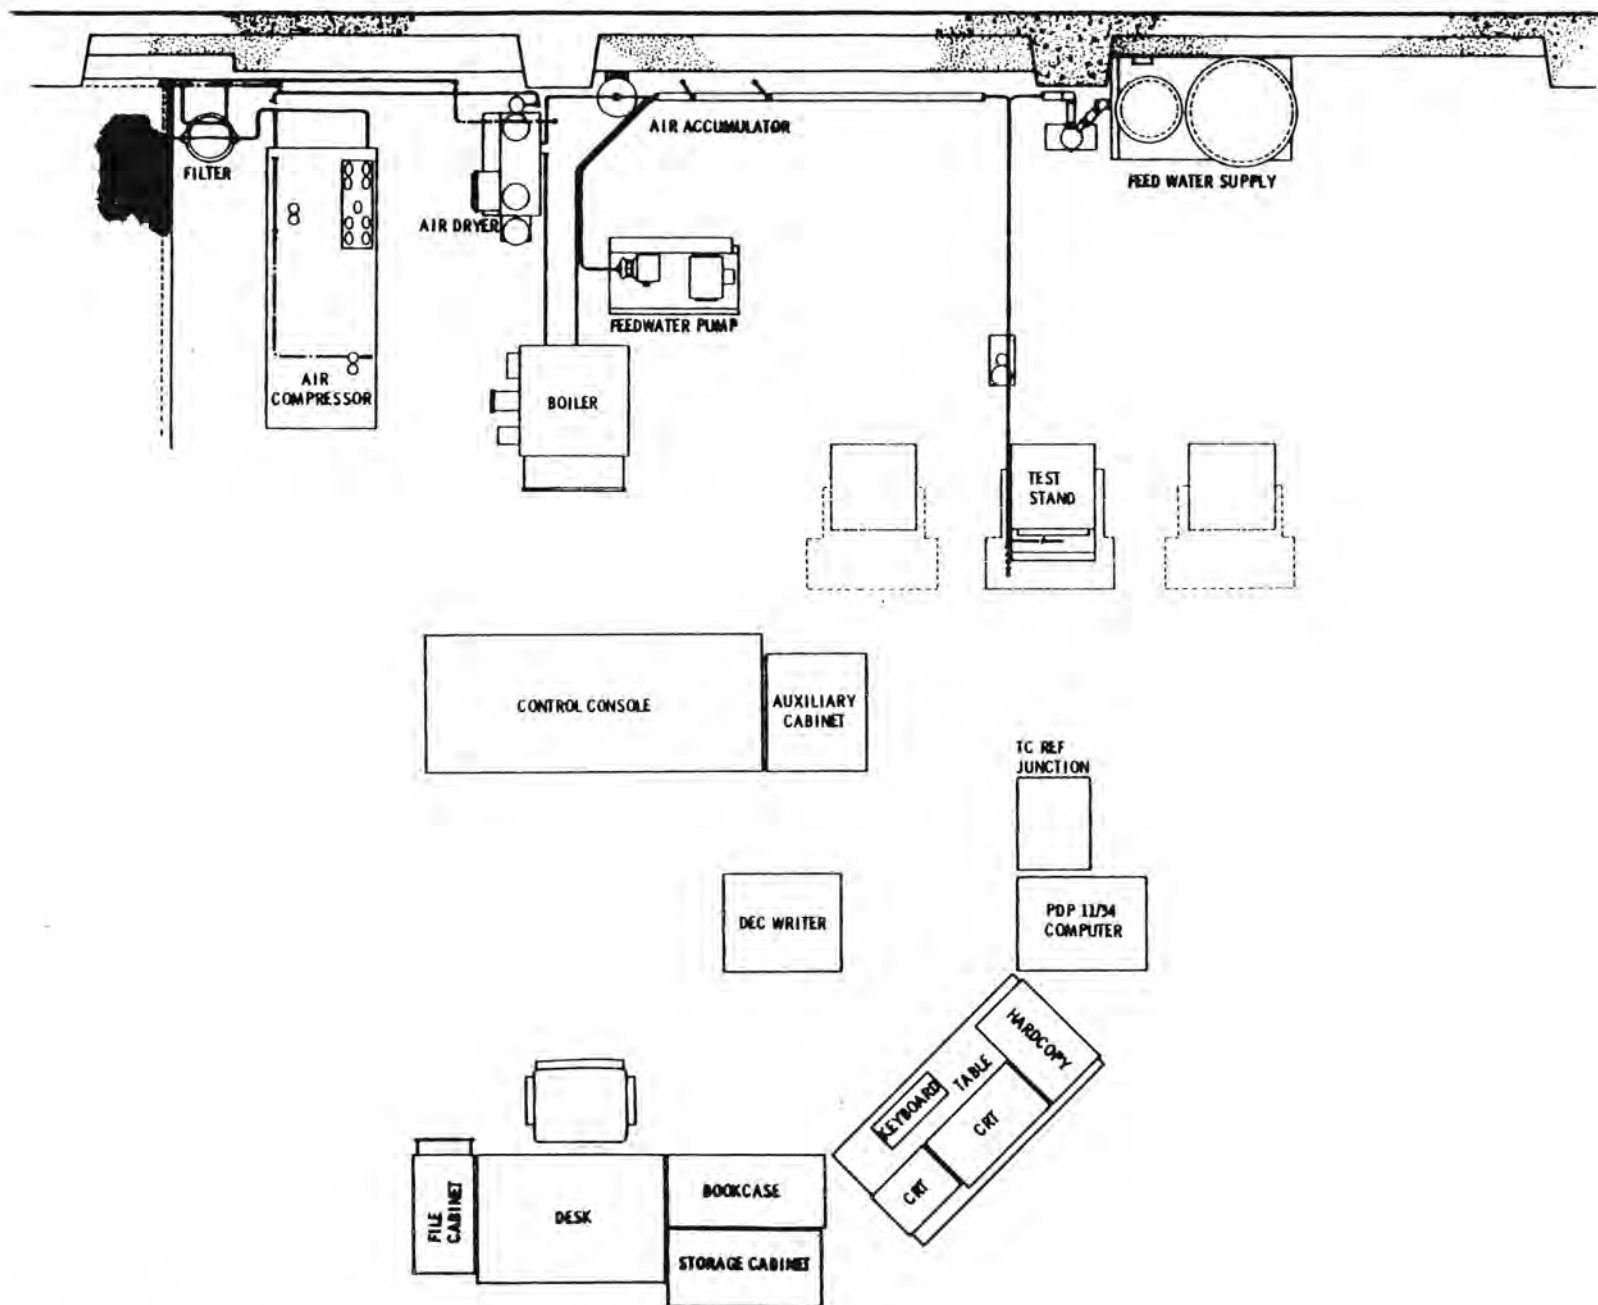 AIR ACCUMULATOR
FILTER
FEED WATER SUPPLY
AIR DRYER
FEEDWATER PUMP
AIR
COMPRESSOR
BOILER
TEST
STAND
CONTROL CONSOLE
AUXILIARY
CABINET
TC REF
JUNCTION
DEC WRITER
PDP 11/34
COMPUTER
HARDCOPY
TABLE
KEYBOARD
CRT
CRT
FILE
CABINET
DESK
BOOKCASE
STORAGE CABINET